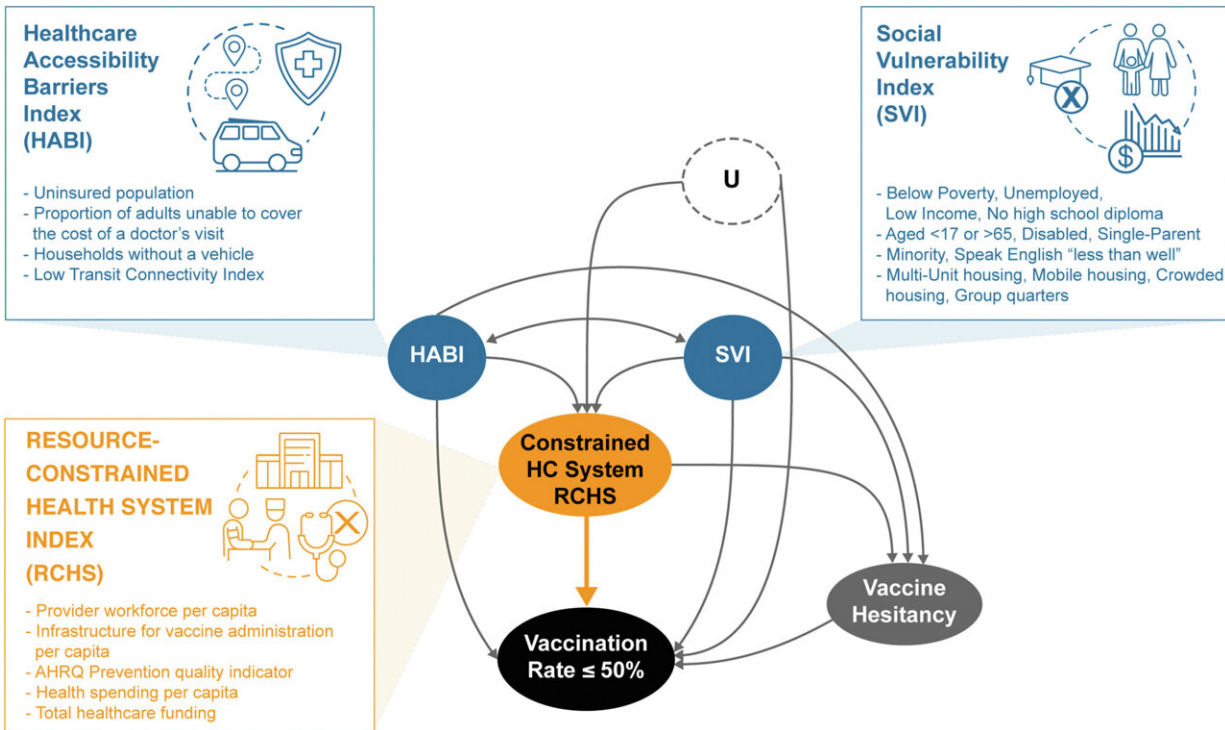 Healthcare
Accessibility
Barriers
Index
(HABI)
- Uninsured population
- Proportion of adults unable to cover
the cost of a doctor's visit
- Households without a vehicle
- Low Transit Connectivity Index
Social
Vulnerability
Index
(SVI)
X
$
- Below Poverty, Unemployed,
Low Income, No high school diploma
- Aged <17 or >65, Disabled, Single-Parent
- Minority, Speak English “less than well”
- Multi-Unit housing, Mobile housing, Crowded
housing, Group quarters
U
HABI
SVI
Constrained
HC System
RCHS
Vaccine
Hesitancy
Vaccination
Rate ≤ 50%
RESOURCE-
CONSTRAINED
HEALTH SYSTEM
INDEX
(RCHS)
- Provider workforce per capita
- Infrastructure for vaccine administration
per capita
- AHRQ Prevention quality indicator
- Health spending per capita
- Total healthcare funding